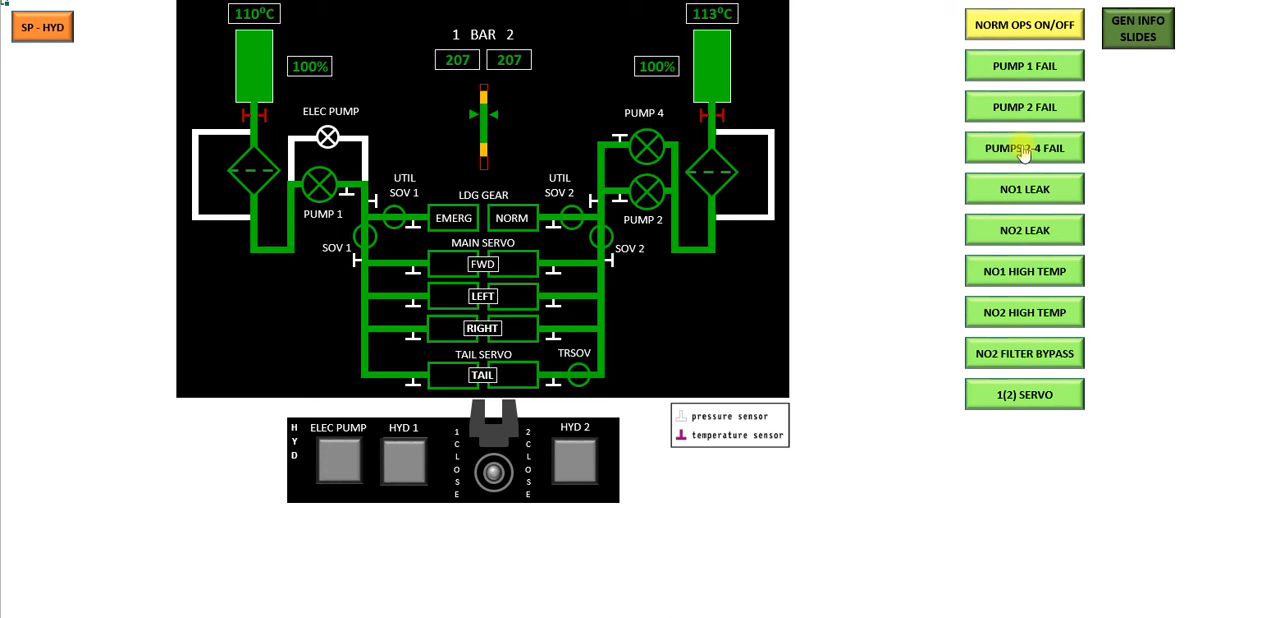 SP - HYD
110°C
113°C
1 BAR 2
100%
207 207
100%
ELEC PUMP
PUMP 4
PUMP 1
UTIL
SOV 1
LDG GEAR
UTIL
SOV 2
EMERG NORM
PUMP 2
SOV 1
MAIN SERVO
SOV 2
FWD
LEFT
RIGHT
TAIL SERVO
TRSOV
TAIL
HYD
ELEC PUMP
HYD 1
1 CLOSE
2 CLOSE
HYD 2
pressure sensor
temperature sensor
NORM OPS ON/OFF
PUMP 1 FAIL
PUMP 2 FAIL
PUMPS 2-4 FAIL
NO1 LEAK
NO2 LEAK
NO1 HIGH TEMP
NO2 HIGH TEMP
NO2 FILTER BYPASS
1(2) SERVO
GEN INFO
SLIDES